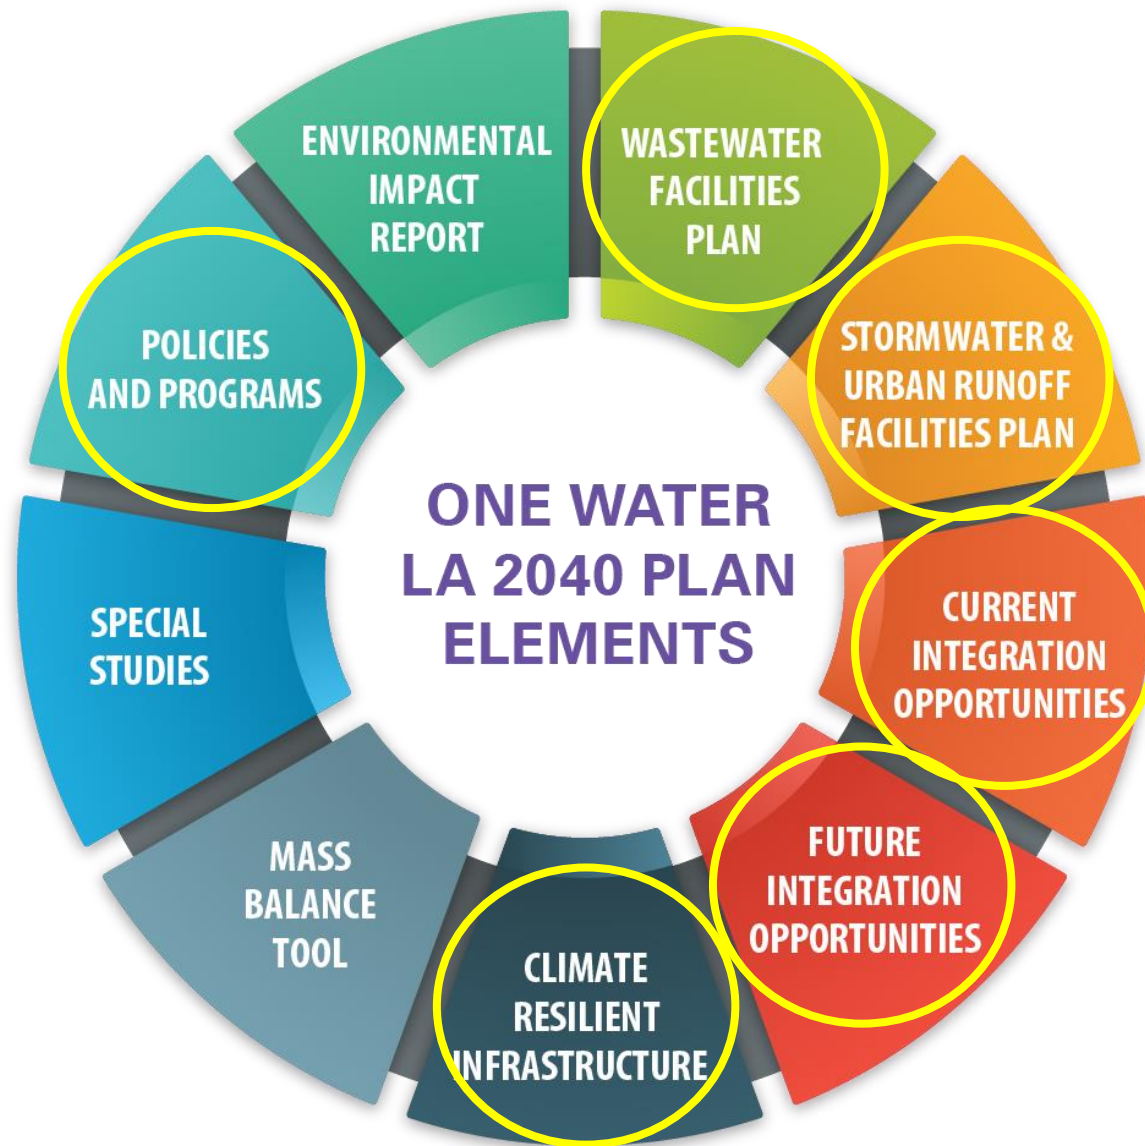 ONE WATER
LA 2040 PLAN
ELEMENTS
WASTEWATER
FACILITIES
PLAN
STORMWATER &
URBAN RUNOFF
FACILITIES PLAN
CURRENT
INTEGRATION
OPPORTUNITIES
FUTURE
INTEGRATION
OPPORTUNITIES
CLIMATE
RESILIENT
INFRASTRUCTURE
MASS
BALANCE
TOOL
SPECIAL
STUDIES
POLICIES
AND PROGRAMS
ENVIRONMENTAL
IMPACT
REPORT